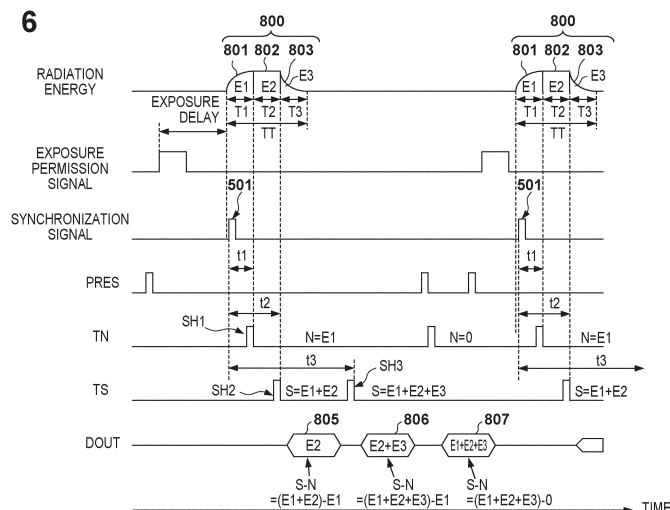 6
800 800
801 802 803 801 802 803
RADIATION ENERGY E1 E2 E3 E1 E2 E3
T1 T2 T3 T1 T2 T3
EXPOSURE DELAY TT TT
EXPOSURE PERMISSION SIGNAL
501 501
SYNCHRONIZATION SIGNAL
t1 t1
PRES
t2 t2
SH1
TN N=E1 N=0 N=E1
t3 t3
SH3
TS SH2 S=E1+E2 S=E1+E2+E3 S=E1+E2
805 806 807
DOUT E2 E2+E3 E1+E2+E3
S-N S-N S-N
=(E1+E2)-E1 =(E1+E2+E3)-E1 =(E1+E2+E3)-0
TIME